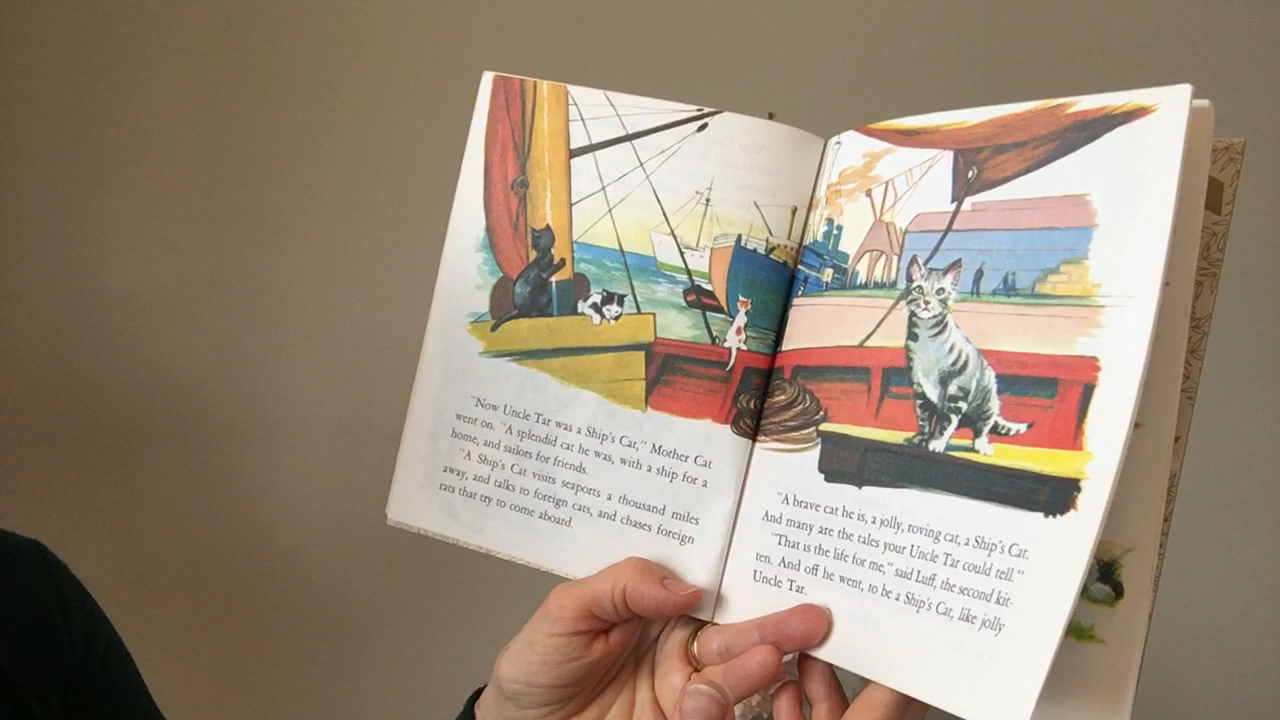 "Now Uncle Tar was a Ship's Cat," Mother Cat
went on. "A splendid cat he was, with a ship for a
home, and sailors for friends.
"A Ship's Cat visits seaports a thousand miles
away, and talks to foreign cats, and chases foreign
rats that try to come aboard.
"A brave cat he is, a jolly, roving cat, a Ship's Cat.
And many are the tales your Uncle Tar could tell."
"That is the life for me," said Luff, the second kit-
ten. And off he went, to be a Ship's Cat, like jolly
Uncle Tar.